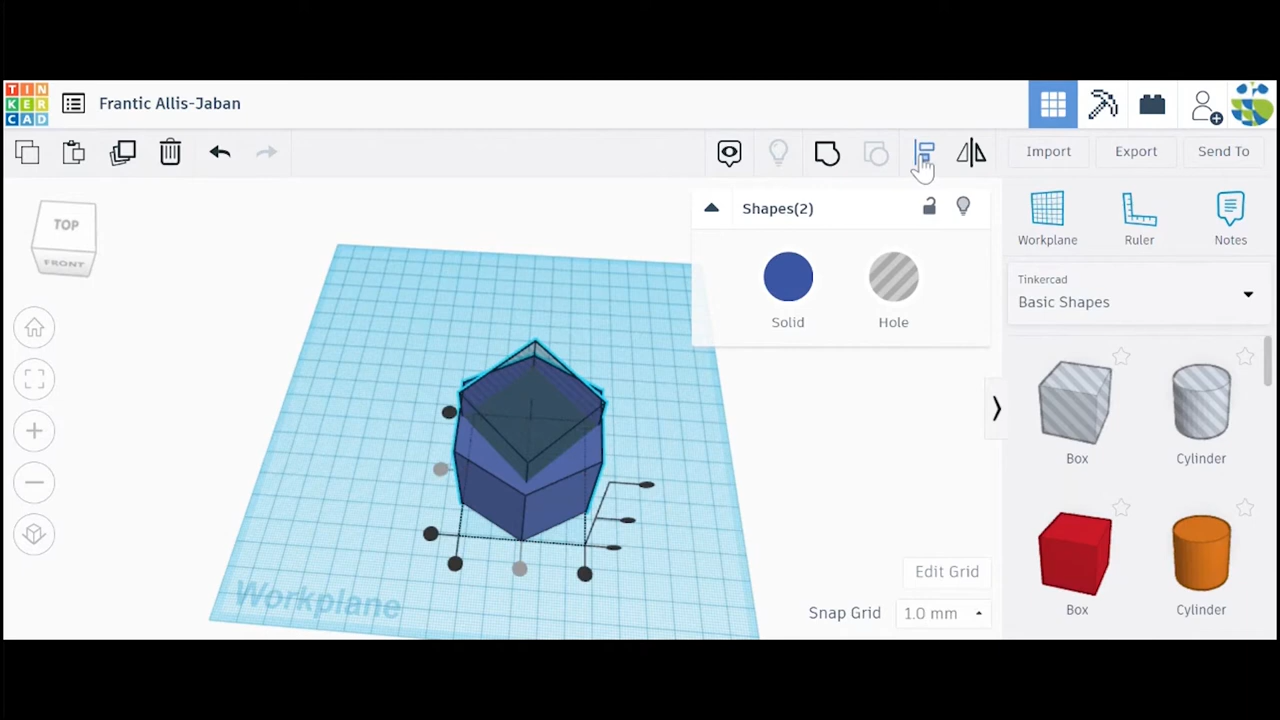 TIN
KER
CAD
Frantic Allis-Jaban
Import
Export
Send To
TOP
FRONT
Shapes(2)
Solid
Hole
Workplane
Ruler
Notes
Tinkercad
Basic Shapes
Box
Cylinder
Box
Cylinder
Workplane
Edit Grid
Snap Grid
1.0 mm